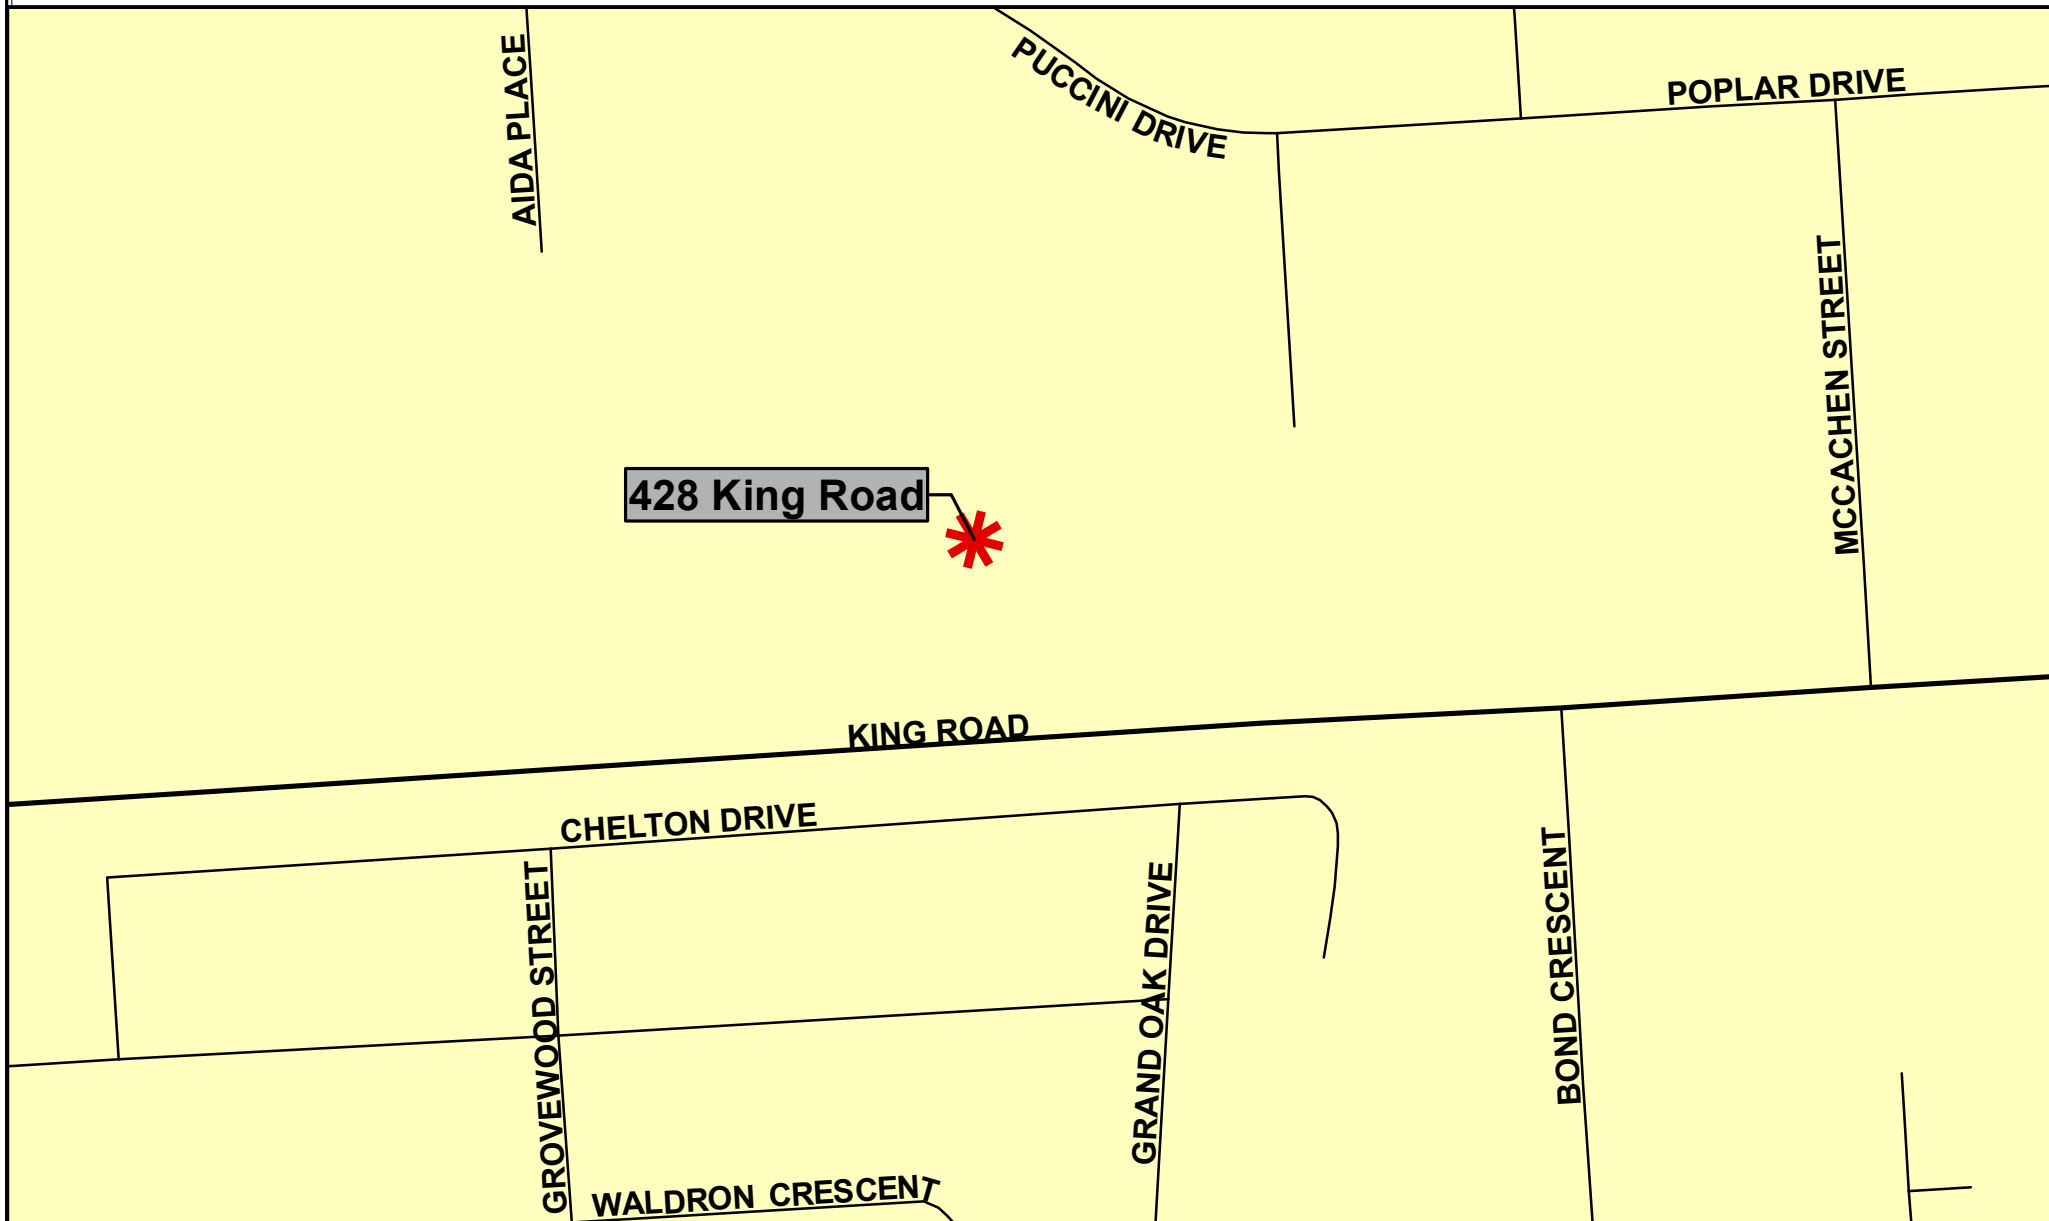 AIDA PLACE
PUCCINI DRIVE
POPLAR DRIVE
MCCACHEN STREET
428 King Road
KING ROAD
CHELTON DRIVE
GROVEWOOD STREET
GRAND OAK DRIVE
BOND CRESCENT
WALDRON CRESCENT